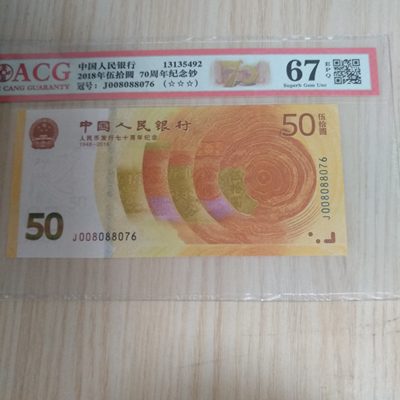 ACG
CANG GUARANTY
中国人民银行 13135492
2018年伍拾圆 70周年纪念钞
冠号: J008088076 (☆☆☆)
67 EPQ
Superb Gem Unc
中国人民银行
人民币发行七十周年纪念
1948-2018
50 伍拾圆
J008088076
50 J008088076